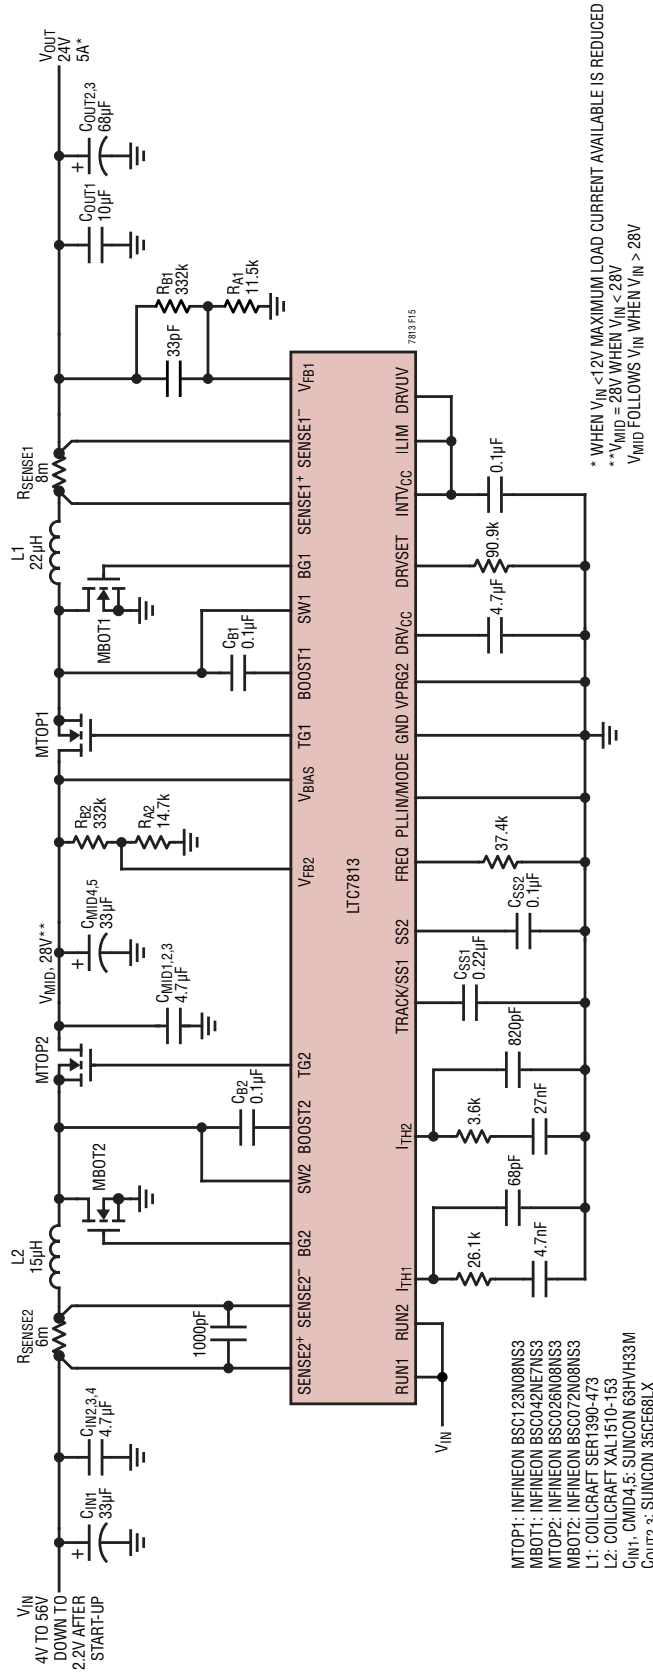 VIN
4V TO 56V
DOWN TO
2.2V AFTER
START-UP
CIN1
33µF
+
CIN2,3,4
4.7µF
RSENSE2
6m
L2
15µH
MBOT2
MTOP2
VMID, 28V**
CMID4,5
33µF
+
CMID1,2,3
4.7µF
RB2
332k
RA2
14.7k
MTOP1
MBOT1
L1
22µH
RSENSE1
8m
COUT1
10µF
COUT2,3
68µF
+
VOUT
24V
5A*
1000pF
CB2
0.1µF
CB1
0.1µF
33pF
RB1
332k
RA1
11.5k
SENSE2+
SENSE2–
BG2
SW2
BOOST2
TG2
VFB2
VBIAS
TG1
BOOST1
SW1
BG1
SENSE1+
SENSE1–
VFB1
LTC7813
RUN1
RUN2
ITH1
ITH2
TRACK/SS1
SS2
FREQ
PLLIN/MODE
GND
VPRG2
DRVCC
DRVSET
INTVCC
ILIM
DRVUV
7813 F15
VIN
26.1k
4.7nF
68pF
3.6k
27nF
820pF
CSS1
0.22µF
CSS2
0.1µF
37.4k
4.7µF
90.9k
0.1µF
MTOP1: INFINEON BSC123N08NS3
MBOT1: INFINEON BSC042NE7NS3
MTOP2: INFINEON BSC026N08NS3
MBOT2: INFINEON BSC072N08NS3
L1: COILCRAFT SER1390-473
L2: COILCRAFT XAL1510-153
CIN1, CMID4,5: SUNCON 63HVH33M
COUT2,3: SUNCON 35CE68LX
* WHEN VIN <12V MAXIMUM LOAD CURRENT AVAILABLE IS REDUCED
**VMID = 28V WHEN VIN < 28V
VMID FOLLOWS VIN WHEN VIN > 28V